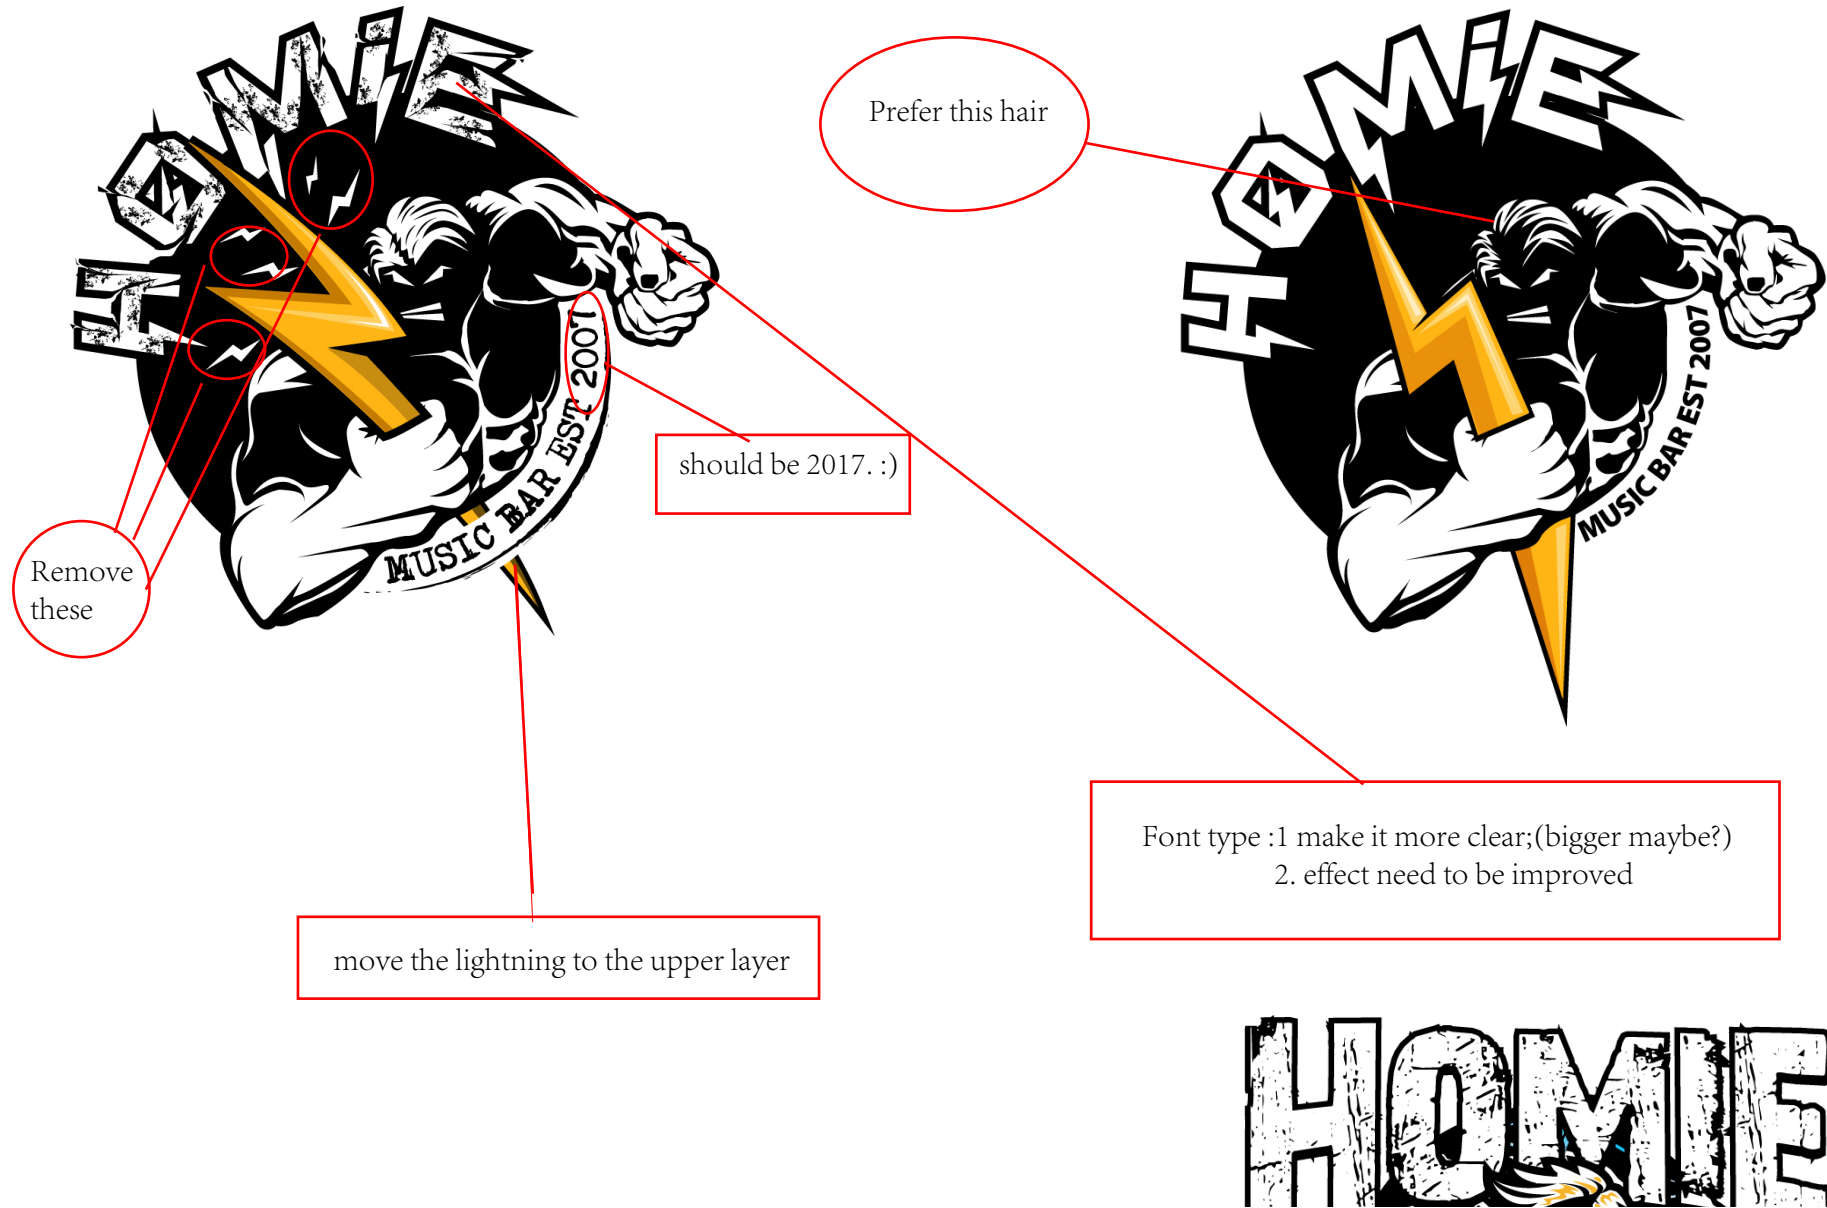 HOMiE
MUSIC BAR EST 2007
Prefer this hair
HOMiE
MUSIC BAR EST 2007
should be 2017. :)
Remove
these
Font type :1 make it more clear;(bigger maybe?)
2. effect need to be improved
move the lightning to the upper layer
HOMIE